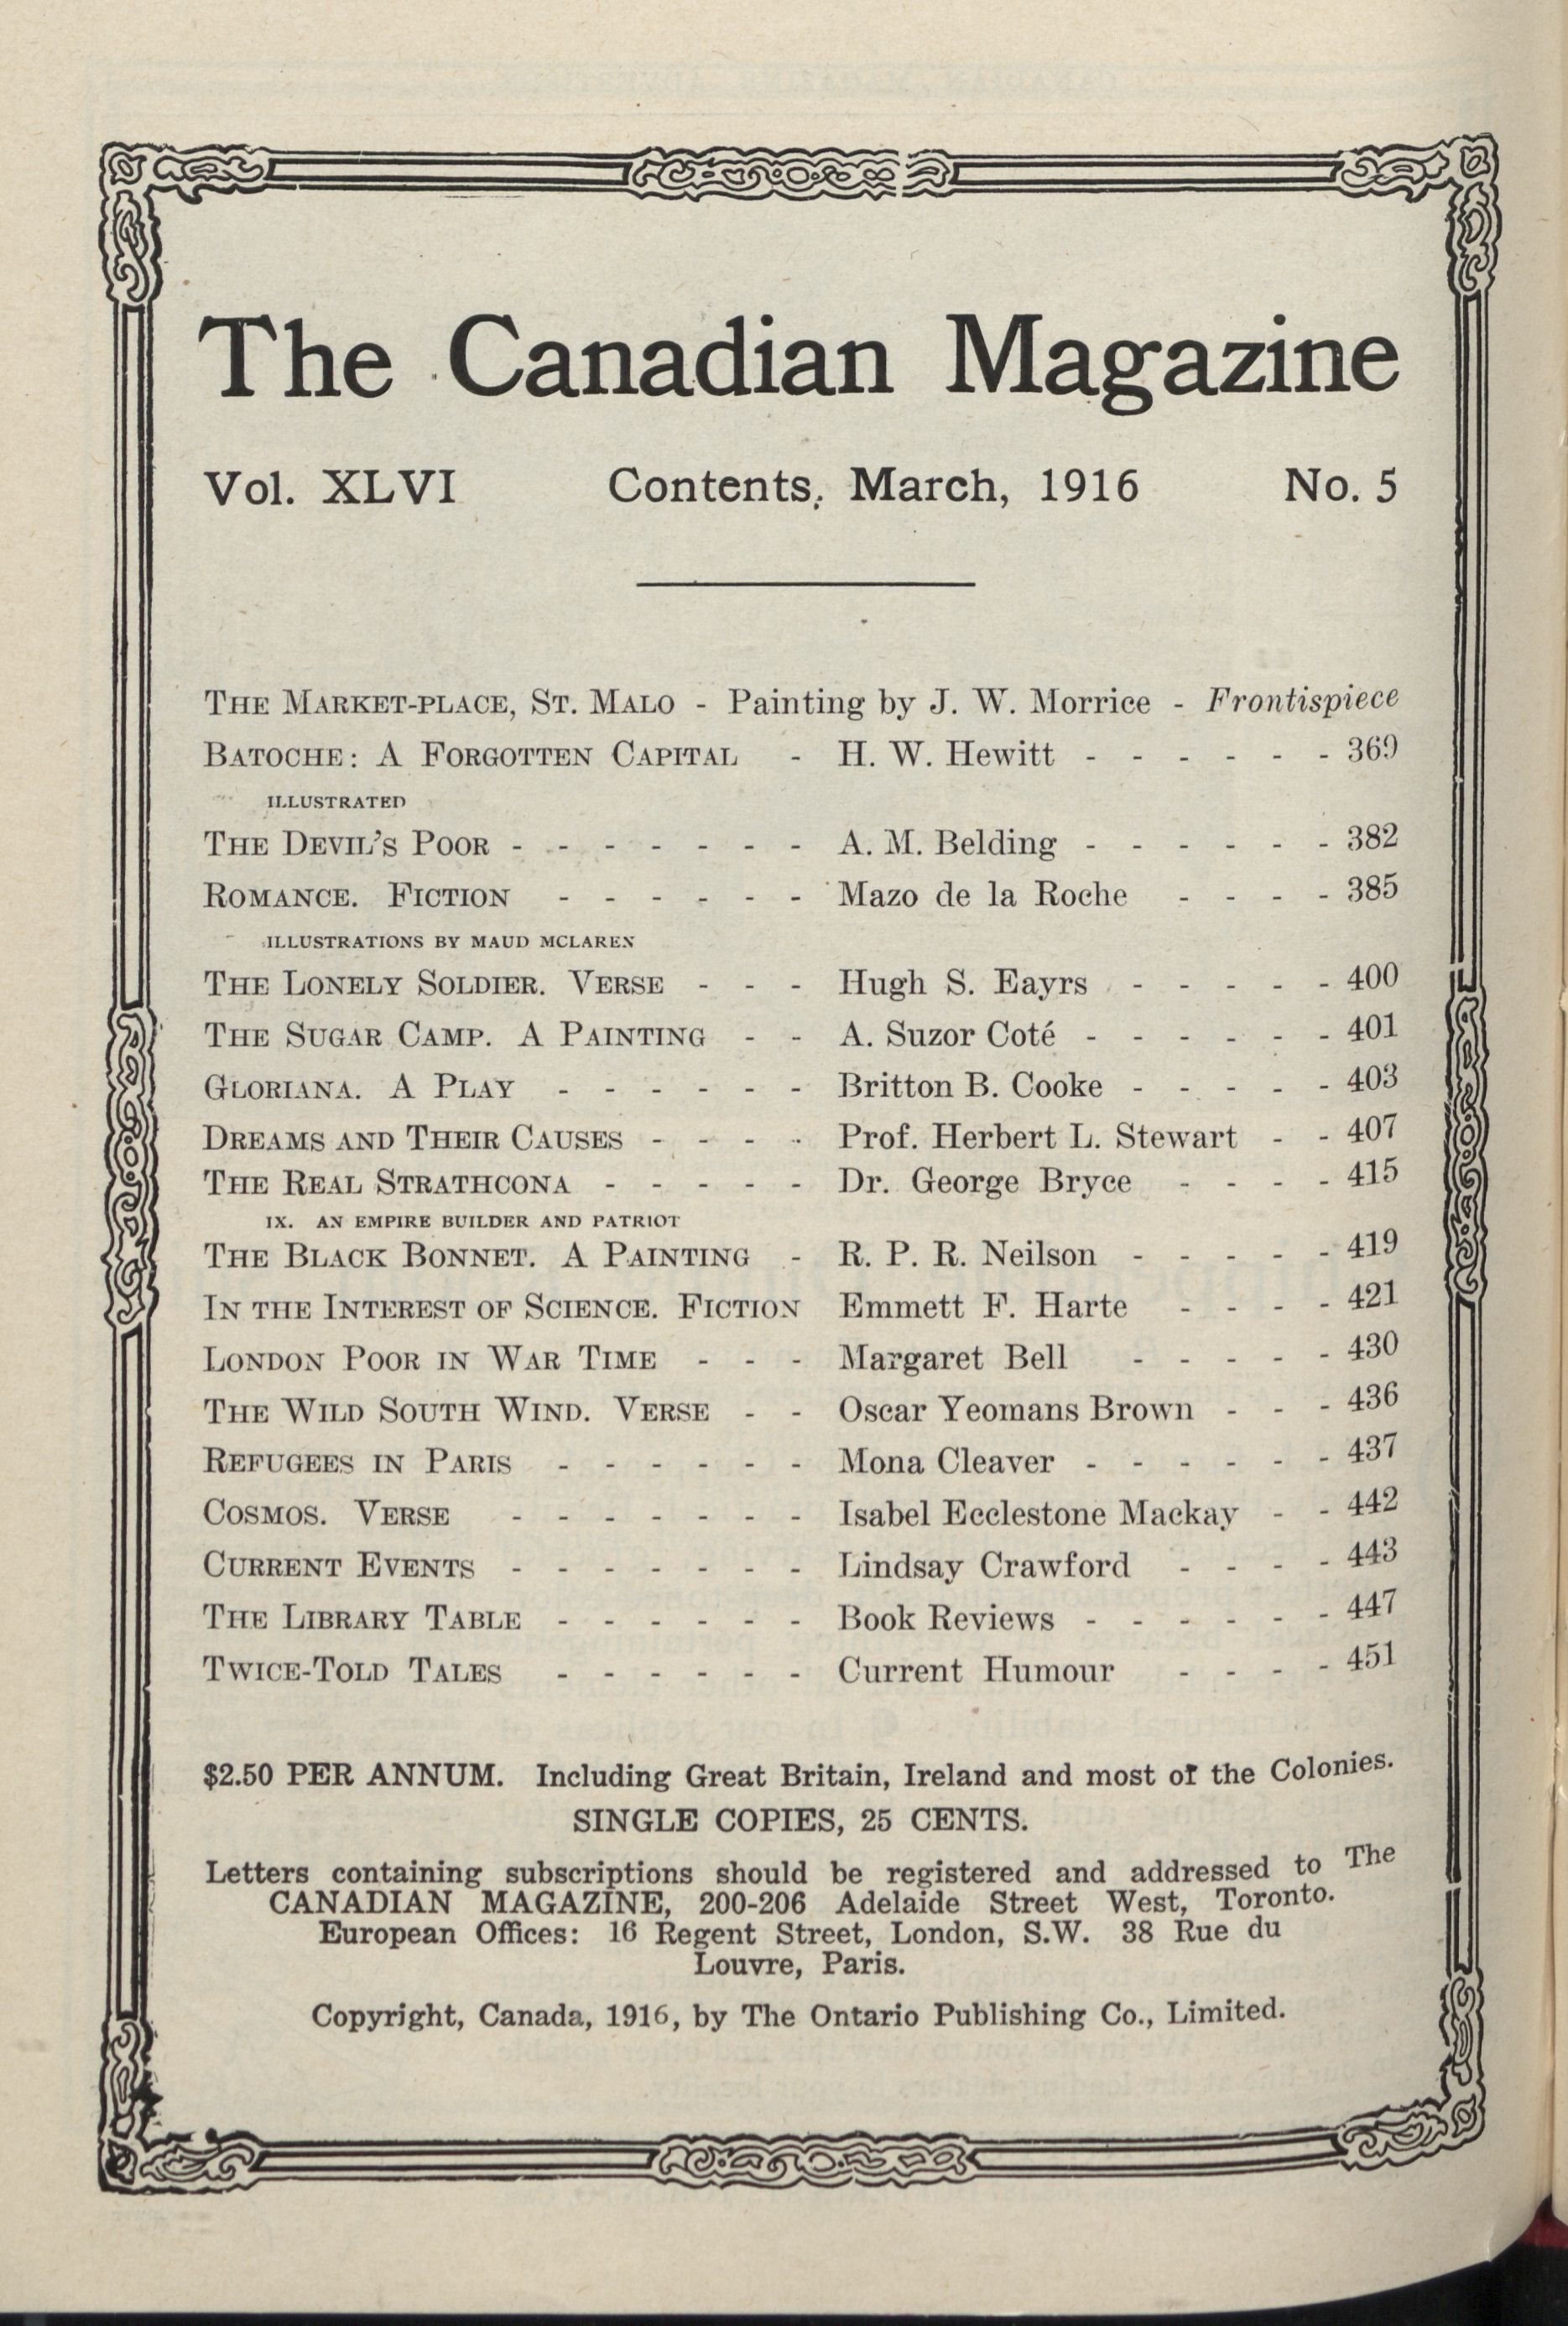 The Canadian Magazine
Vol. XLVI Contents, March, 1916 No. 5
THE MARKET-PLACE, ST. MALO - Painting by J. W. Morrice - Frontispiece
BATOCHE: A FORGOTTEN CAPITAL - H. W. Hewitt - - - - - - 369
ILLUSTRATED
THE DEVIL'S POOR - - - - - - - A. M. Belding - - - - - - 382
ROMANCE. FICTION - - - - - - Mazo de la Roche - - - - 385
ILLUSTRATIONS BY MAUD MCLAREN
THE LONELY SOLDIER. VERSE - - - Hugh S. Eayrs - - - - - 400
THE SUGAR CAMP. A PAINTING - - A. Suzor Coté - - - - - - 401
GLORIANA. A PLAY - - - - - - Britton B. Cooke - - - - - 403
DREAMS AND THEIR CAUSES - - - - Prof. Herbert L. Stewart - - 407
THE REAL STRATHCONA - - - - - Dr. George Bryce - - - - 415
IX. AN EMPIRE BUILDER AND PATRIOT
THE BLACK BONNET. A PAINTING - R. P. R. Neilson - - - - - 419
IN THE INTEREST OF SCIENCE. FICTION Emmett F. Harte - - - - 421
LONDON POOR IN WAR TIME - - - Margaret Bell - - - - - 430
THE WILD SOUTH WIND. VERSE - - Oscar Yeomans Brown - - - 436
REFUGEES IN PARIS - - - - - - Mona Cleaver - - - - - - 437
COSMOS. VERSE - - - - - - - Isabel Ecclestone Mackay - - 442
CURRENT EVENTS - - - - - - - Lindsay Crawford - - - - 443
THE LIBRARY TABLE - - - - - - Book Reviews - - - - - - 447
TWICE-TOLD TALES - - - - - - Current Humour - - - - 451
$2.50 PER ANNUM. Including Great Britain, Ireland and most of the Colonies.
SINGLE COPIES, 25 CENTS.
Letters containing subscriptions should be registered and addressed to The
CANADIAN MAGAZINE, 200-206 Adelaide Street West, Toronto.
European Offices: 16 Regent Street, London, S.W. 38 Rue du
Louvre, Paris.
Copyright, Canada, 1916, by The Ontario Publishing Co., Limited.